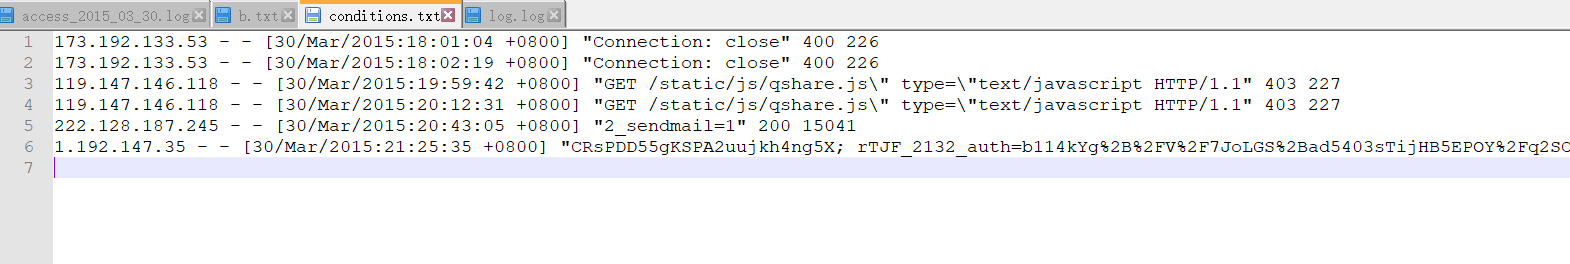 access_2015_03_30.log b.txt conditions.txt log.log
1 173.192.133.53 - - [30/Mar/2015:18:01:04 +0800] "Connection: close" 400 226
2 173.192.133.53 - - [30/Mar/2015:18:02:19 +0800] "Connection: close" 400 226
3 119.147.146.118 - - [30/Mar/2015:19:59:42 +0800] "GET /static/js/qshare.js\" type=\"text/javascript HTTP/1.1" 403 227
4 119.147.146.118 - - [30/Mar/2015:20:12:31 +0800] "GET /static/js/qshare.js\" type=\"text/javascript HTTP/1.1" 403 227
5 222.128.187.245 - - [30/Mar/2015:20:43:05 +0800] "2_sendmail=1" 200 15041
6 1.192.147.35 - - [30/Mar/2015:21:25:35 +0800] "CRsPDD55gKSPA2uujkh4ng5X; rTJF_2132_auth=b114kYg%2B%2FV%2F7JoLGS%2Bad5403sTijHB5EPOY%2Fq2SC
7